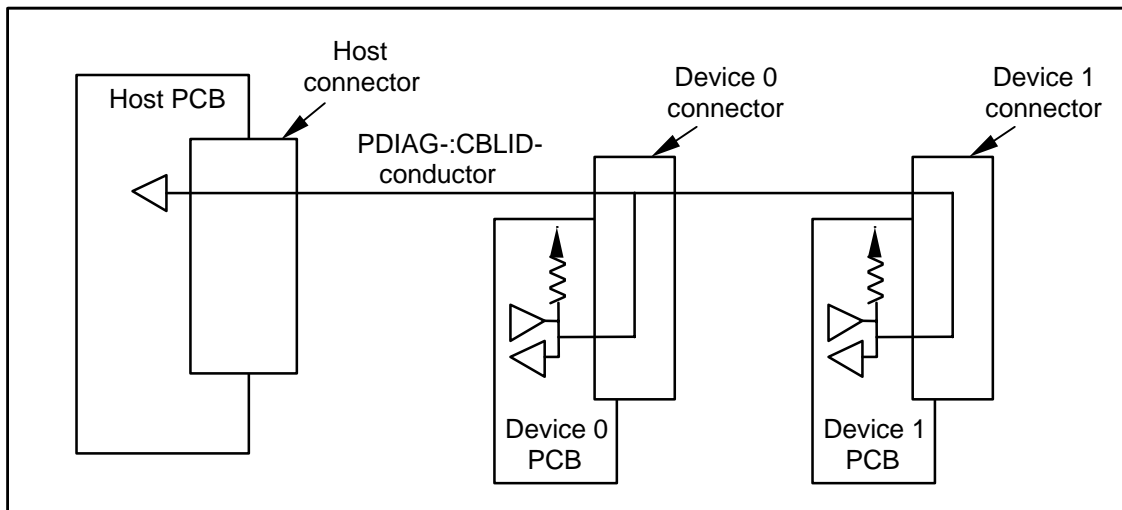 Host
connector
Host PCB
Device 0
connector
Device 1
connector
PDIAG-:CBLID-
conductor
Device 0
PCB
Device 1
PCB